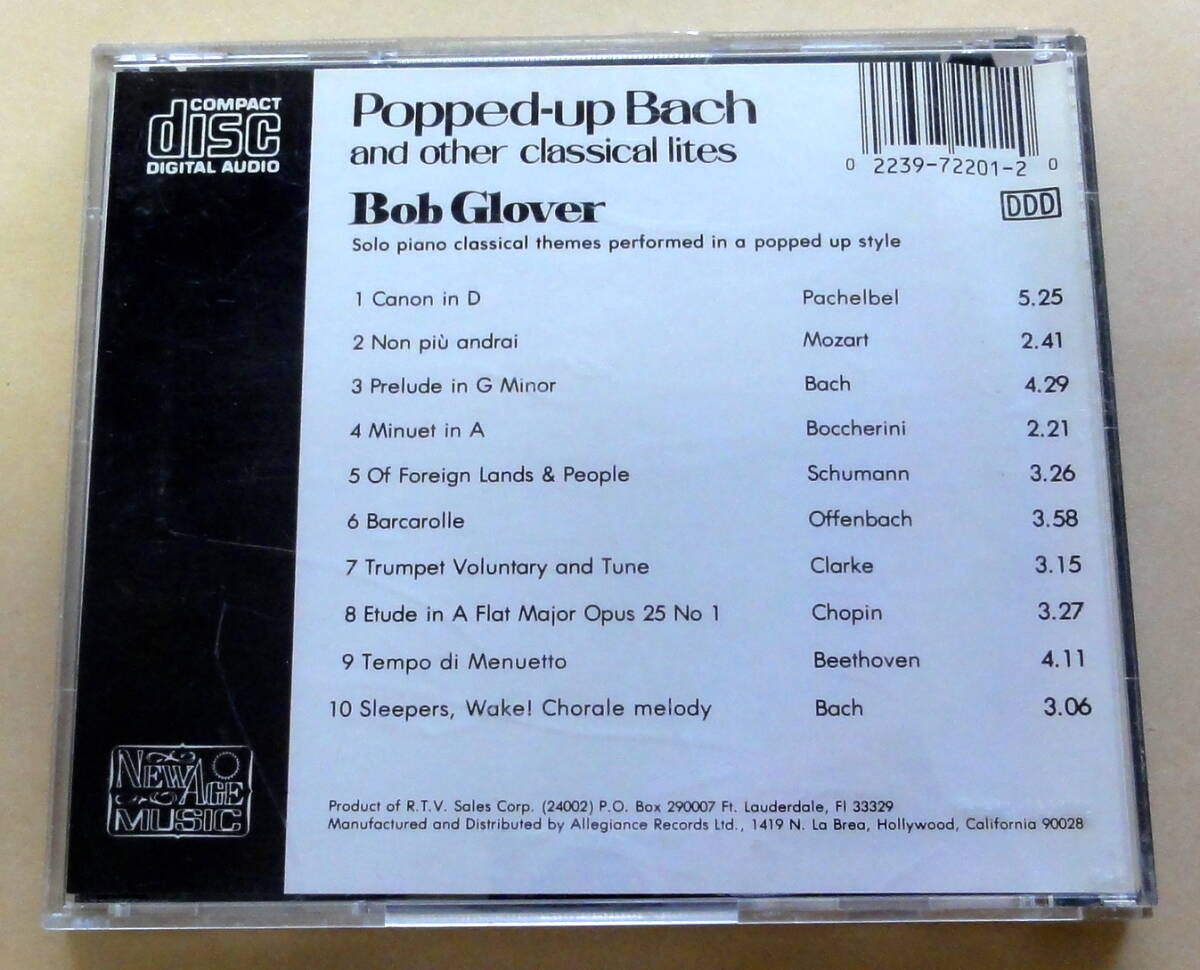 COMPACT
disc
DIGITAL AUDIO
Popped-up Bach
and other classical lites
0 2239-72201-2 0
Bob Glover
DDD
Solo piano classical themes performed in a popped up style
1 Canon in D Pachelbel 5.25
2 Non più andrai Mozart 2.41
3 Prelude in G Minor Bach 4.29
4 Minuet in A Boccherini 2.21
5 Of Foreign Lands & People Schumann 3.26
6 Barcarolle Offenbach 3.58
7 Trumpet Voluntary and Tune Clarke 3.15
8 Etude in A Flat Major Opus 25 No 1 Chopin 3.27
9 Tempo di Menuetto Beethoven 4.11
10 Sleepers, Wake! Chorale melody Bach 3.06
NEW AGE
MUSIC
Product of R.T.V. Sales Corp. (24002) P.O. Box 290007 Ft. Lauderdale, Fl 33329
Manufactured and Distributed by Allegiance Records Ltd., 1419 N. La Brea, Hollywood, California 90028